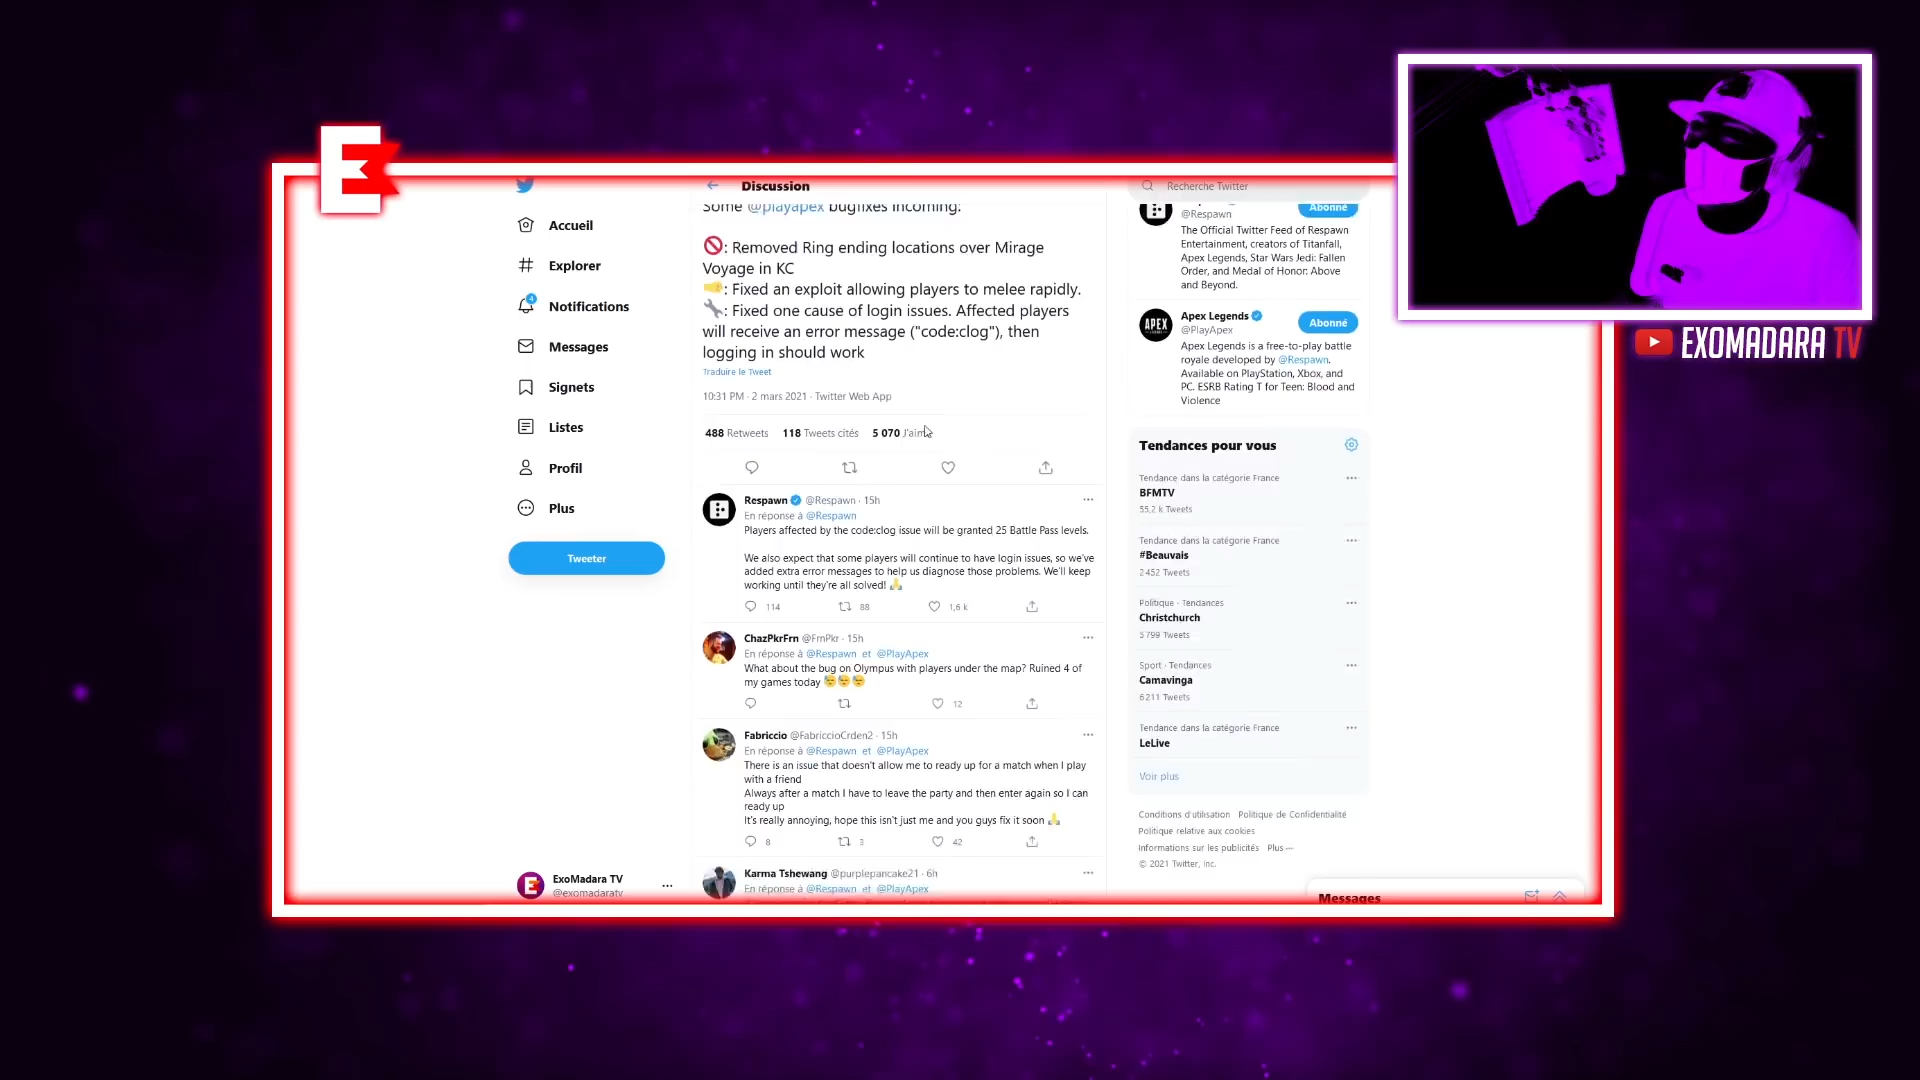 Discussion
Recherche Twitter
Accueil
Explorer
4
Notifications
Messages
Signets
Listes
Profil
Plus
Tweeter
ExoMadara TV
@exomadaratv
Some @playapex bugfixes incoming:
🚫: Removed Ring ending locations over Mirage
Voyage in KC
🤜: Fixed an exploit allowing players to melee rapidly.
🔧: Fixed one cause of login issues. Affected players
will receive an error message ("code:clog"), then
logging in should work
Traduire le Tweet
10:31 PM · 2 mars 2021 · Twitter Web App
488 Retweets 118 Tweets cités 5 070 J'aim
Respawn @Respawn · 15h
En réponse à @Respawn
Players affected by the code:clog issue will be granted 25 Battle Pass levels.
We also expect that some players will continue to have login issues, so we've
added extra error messages to help us diagnose those problems. We'll keep
working until they're all solved! 🙏
114 88 1,6 k
ChazPkrFrn @FrnPkr · 15h
En réponse à @Respawn et @PlayApex
What about the bug on Olympus with players under the map? Ruined 4 of
my games today 😓😓😓
12
Fabriccio @FabriccioCrden2 · 15h
En réponse à @Respawn et @PlayApex
There is an issue that doesn't allow me to ready up for a match when I play
with a friend
Always after a match I have to leave the party and then enter again so I can
ready up
It's really annoying, hope this isn't just me and you guys fix it soon 🙏
8 3 42
Karma Tshewang @purplepancake21 · 6h
En réponse à @Respawn et @PlayApex
@Respawn
Abonné
The Official Twitter Feed of Respawn
Entertainment, creators of Titanfall,
Apex Legends, Star Wars Jedi: Fallen
Order, and Medal of Honor: Above
and Beyond.
APEX
Apex Legends
@PlayApex
Abonné
Apex Legends is a free-to-play battle
royale developed by @Respawn.
Available on PlayStation, Xbox, and
PC. ESRB Rating T for Teen: Blood and
Violence
Tendances pour vous
Tendance dans la catégorie France
BFMTV
55,2 k Tweets
Tendance dans la catégorie France
#Beauvais
2 452 Tweets
Politique · Tendances
Christchurch
5 799 Tweets
Sport · Tendances
Camavinga
6 211 Tweets
Tendance dans la catégorie France
LeLive
Voir plus
Conditions d'utilisation Politique de Confidentialité
Politique relative aux cookies
Informations sur les publicités Plus
© 2021 Twitter, Inc.
Messages
EXOMADARA TV